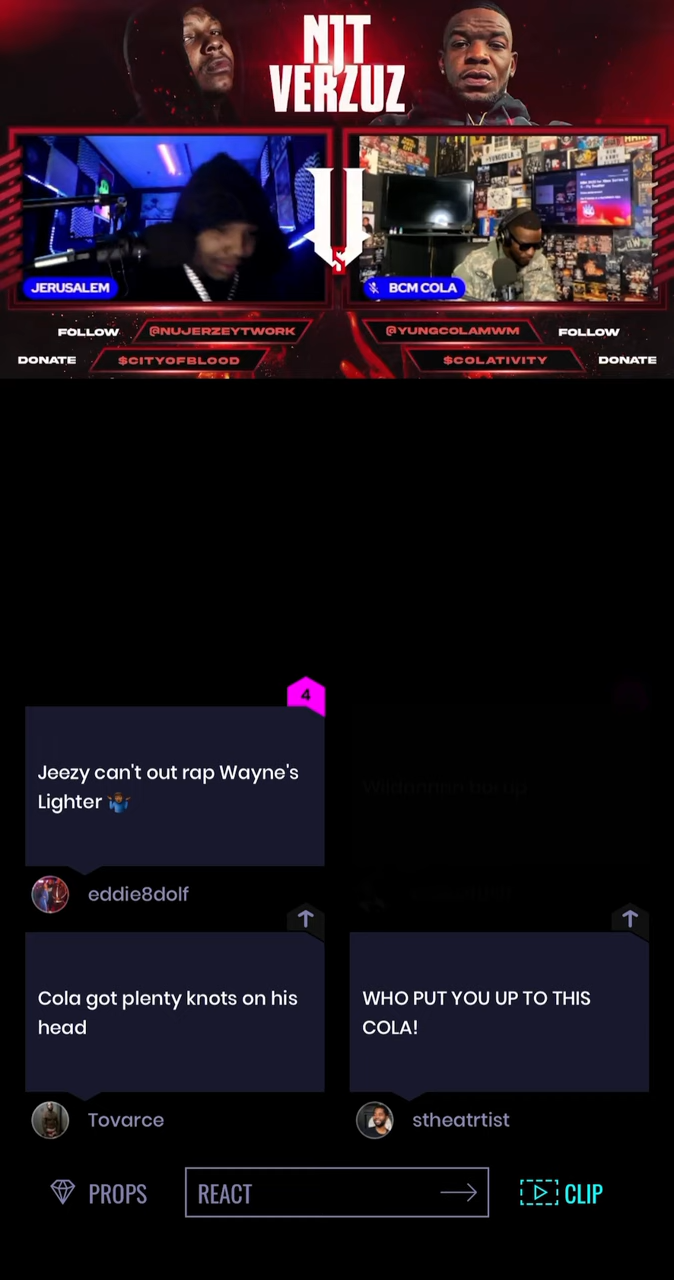 NJT
VERZUZ
JERUSALEM
BCM COLA
FOLLOW
@NUJERZEYTWORK
@YUNGCOLAMWM
FOLLOW
DONATE
$CITYOFBLOOD
$COLATIVITY
DONATE
4
Jeezy can't out rap Wayne's
Lighter 🤷🏾‍♂️
eddie8dolf
Cola got plenty knots on his
head
WHO PUT YOU UP TO THIS
COLA!
Tovarce
stheatrtist
PROPS
REACT
CLIP